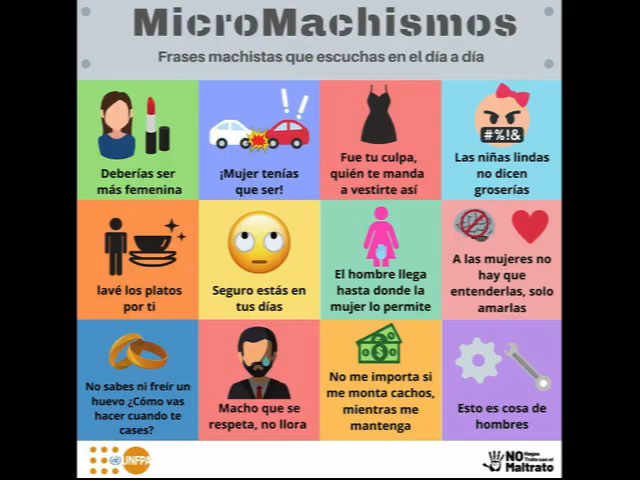 MicroMachismos
Frases machistas que escuchas en el día a día
Deberías ser
más femenina
¡Mujer tenías
que ser!
Fue tu culpa,
quién te manda
a vestirte así
#%!&
Las niñas lindas
no dicen
groserías
lavé los platos
por ti
Seguro estás en
tus días
El hombre llega
hasta donde la
mujer lo permite
A las mujeres no
hay que
entenderlas, solo
amarlas
No sabes ni freír un
huevo ¿Cómo vas
hacer cuando te
cases?
Macho que se
respeta, no llora
No me importa si
me monta cachos,
mientras me
mantenga
Esto es cosa de
hombres
UNFPA
NO Hagas
Trato con el
Maltrato